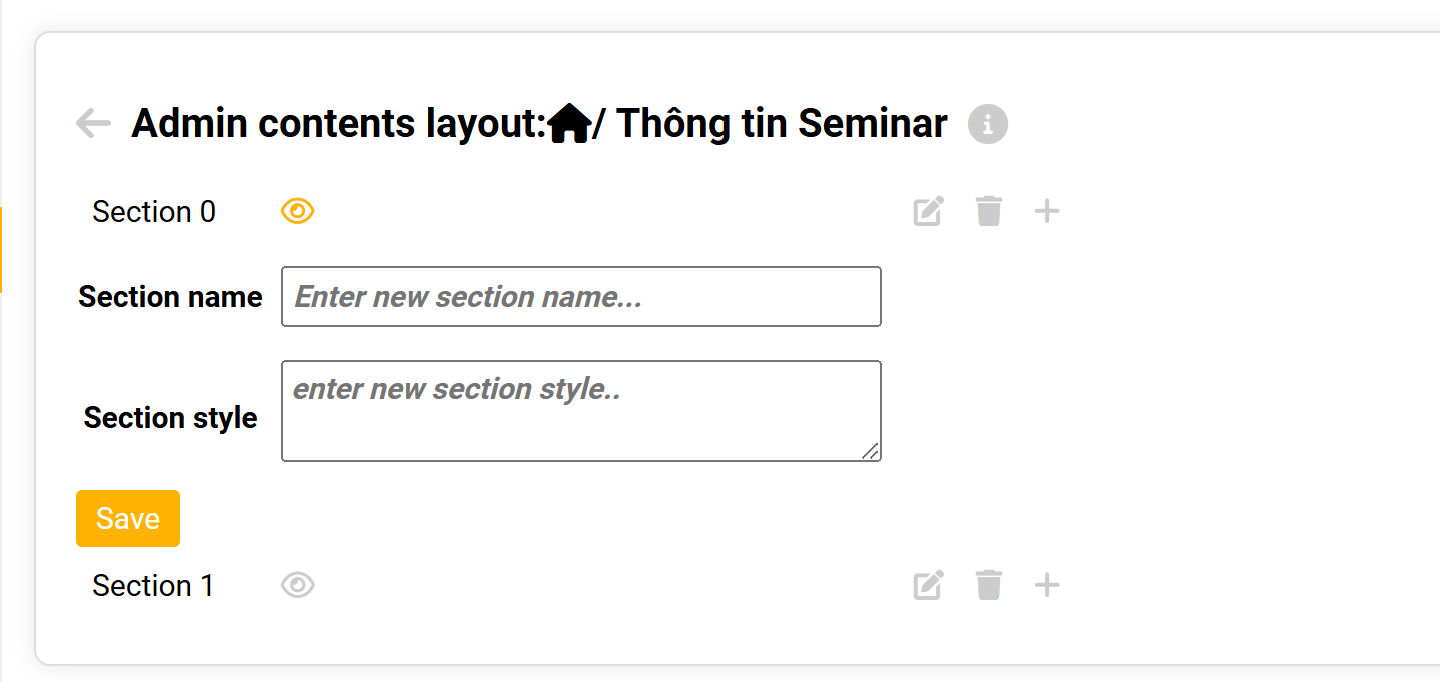 Admin contents layout: / Thông tin Seminar
Section 0
Section name Enter new section name...
Section style enter new section style..
Save
Section 1